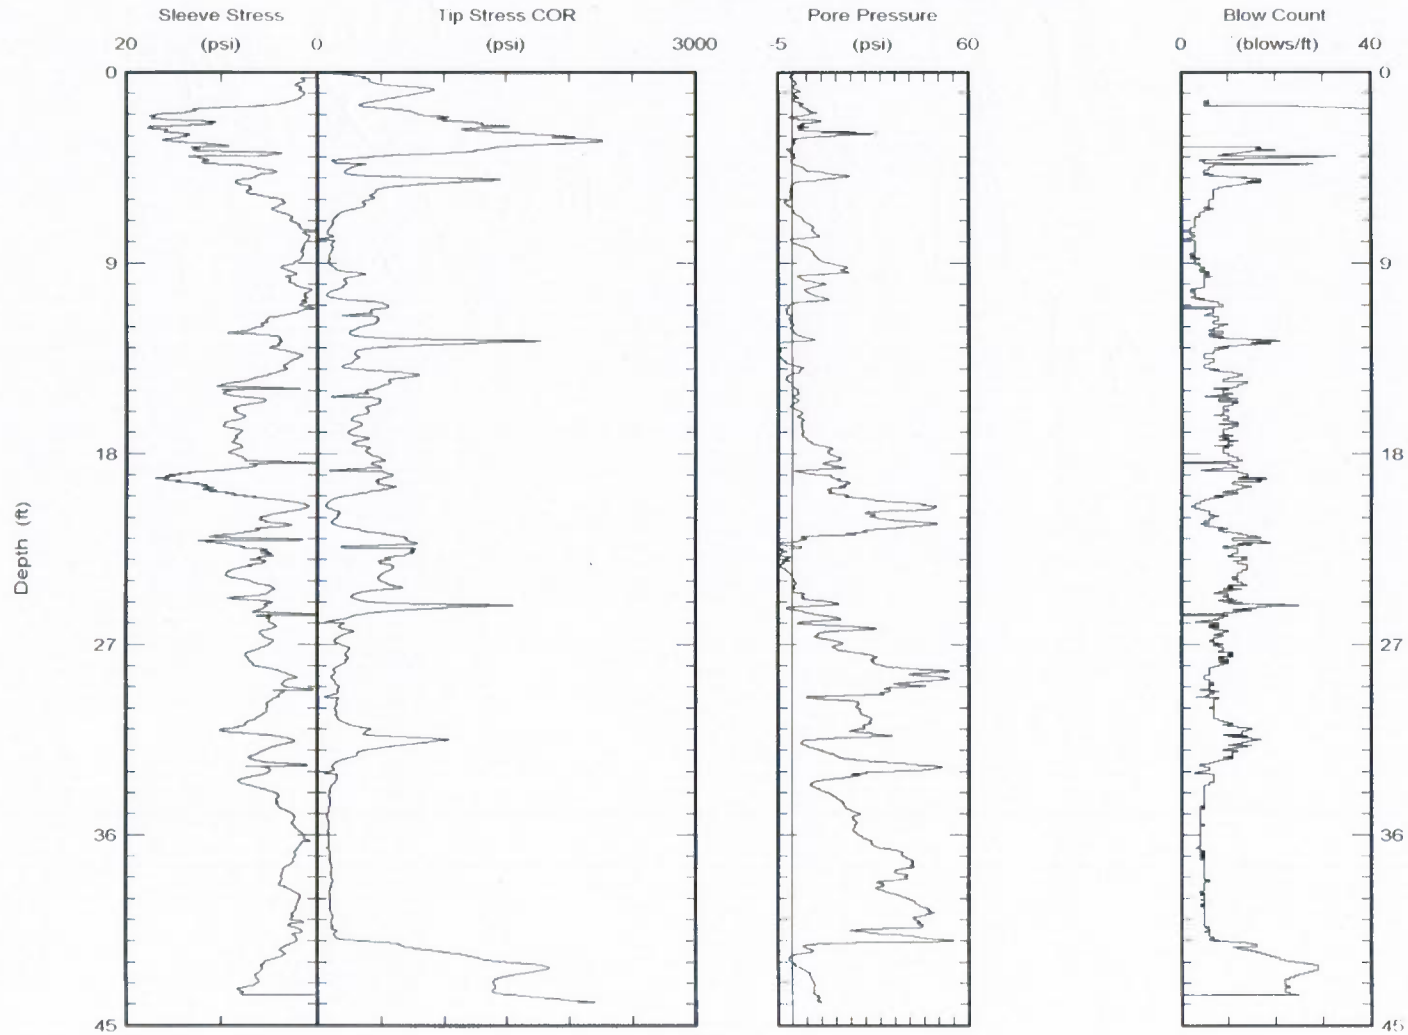 Sleeve Stress Tip Stress COR Pore Pressure Blow Count
20 (psi) 0 (psi) 3000 -5 (psi) 60 0 (blows/ft) 40
0 0
9 9
18 18
Depth (ft)
27 27
36 36
45 45